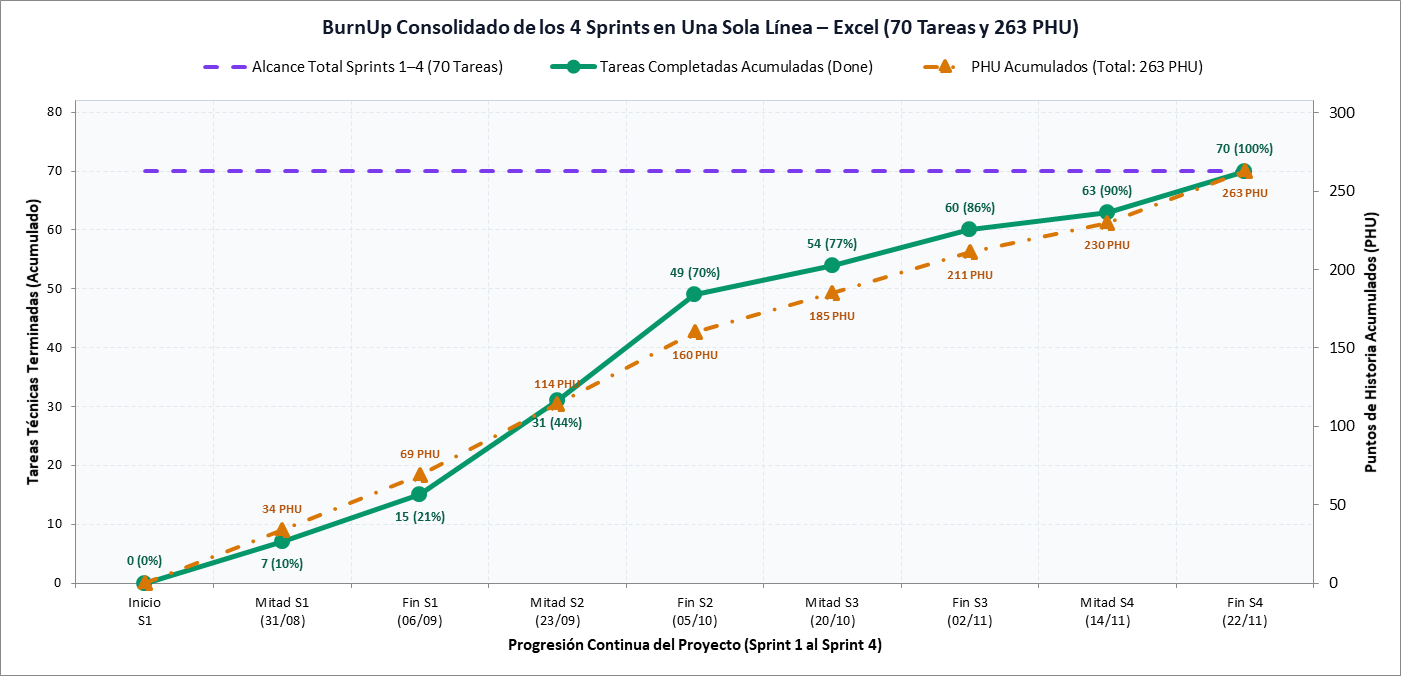 BurnUp Consolidado de los 4 Sprints en Una Sola Línea – Excel (70 Tareas y 263 PHU)
Alcance Total Sprints 1–4 (70 Tareas)
Tareas Completadas Acumuladas (Done)
PHU Acumulados (Total: 263 PHU)
Tareas Técnicas Terminadas (Acumulado)
80
70
60
50
40
30
20
10
0
0 (0%)
34 PHU
7 (10%)
69 PHU
15 (21%)
114 PHU
31 (44%)
49 (70%)
160 PHU
54 (77%)
185 PHU
60 (86%)
211 PHU
63 (90%)
230 PHU
70 (100%)
263 PHU
300
250
200
150
100
50
0
Puntos de Historia Acumulados (PHU)
Inicio
S1
Mitad S1
(31/08)
Fin S1
(06/09)
Mitad S2
(23/09)
Fin S2
(05/10)
Mitad S3
(20/10)
Fin S3
(02/11)
Mitad S4
(14/11)
Fin S4
(22/11)
Progresión Continua del Proyecto (Sprint 1 al Sprint 4)